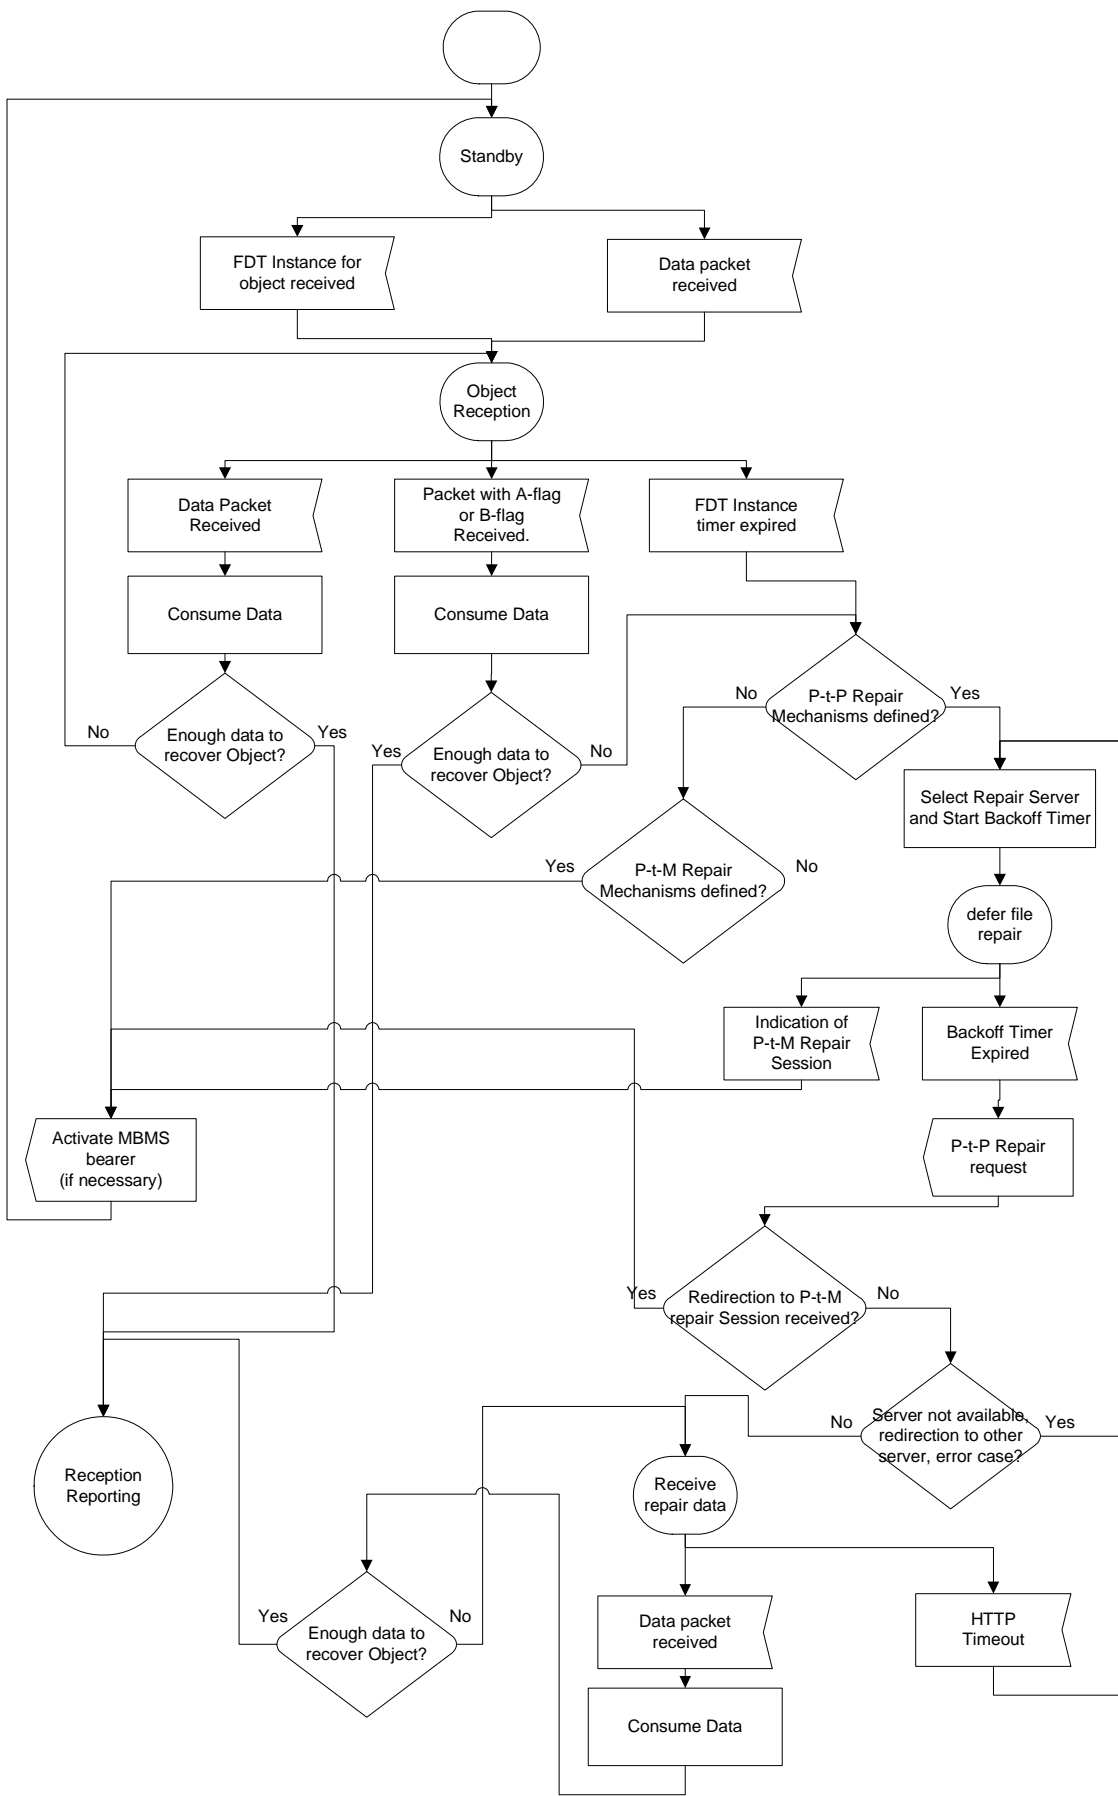 Standby
FDT Instance for
object received
Data packet
received
Object
Reception
Data Packet
Received
Packet with A-flag
or B-flag
Received.
FDT Instance
timer expired
Consume Data
Consume Data
P-t-P Repair
Mechanisms defined?
No
Yes
Enough data to
recover Object?
No
Yes
Enough data to
recover Object?
Yes
No
Select Repair Server
and Start Backoff Timer
P-t-M Repair
Mechanisms defined?
Yes
No
defer file
repair
Indication of
P-t-M Repair
Session
Backoff Timer
Expired
Activate MBMS
bearer
(if necessary)
P-t-P Repair
request
Redirection to P-t-M
repair Session received?
Yes
No
Server not available,
redirection to other
server, error case?
No
Yes
Reception
Reporting
Receive
repair data
Enough data to
recover Object?
Yes
No
Data packet
received
HTTP
Timeout
Consume Data